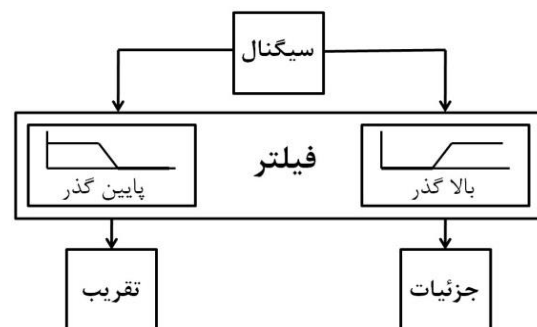 سیگنال
فیلتر
بالا گذر
پایین گذر
جزئیات
تقریب